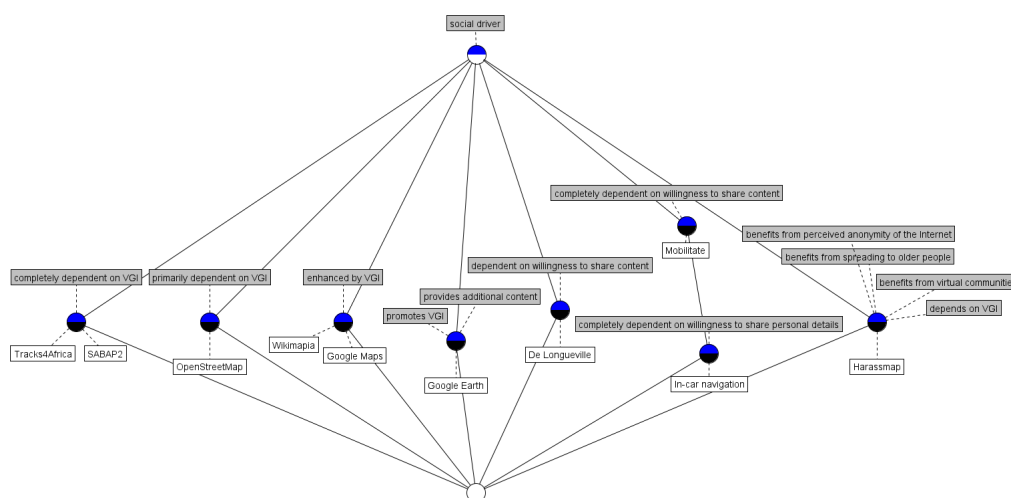 social driver
completely dependent on willingness to share content
Mobilitate
benefits from perceived anonymity of the Internet
benefits from spreading to older people
benefits from virtual communities
depends on VGI
completely dependent on VGI
primarily dependent on VGI
enhanced by VGI
dependent on willingness to share content
provides additional content
promotes VGI
completely dependent on willingness to share personal details
Tracks4Africa
SABAP2
OpenStreetMap
Wikimapia
Google Maps
Google Earth
De Longueville
In-car navigation
Harassmap